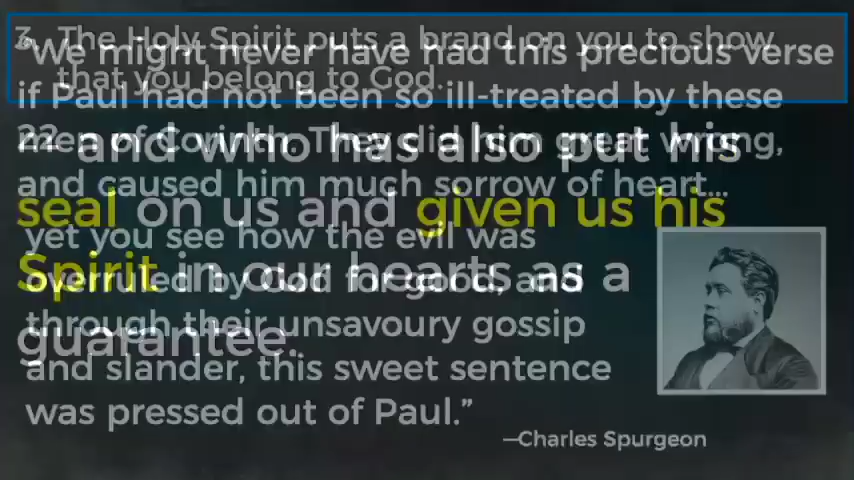 3. The Holy Spirit puts a brand on you to show
that you belong to God.
22 and who has also put his
seal on us and given us his
Spirit in our hearts as a
guarantee.
“We might never have had this precious verse
if Paul had not been so ill-treated by these
men of Corinth. They did him great wrong,
and caused him much sorrow of heart...
yet you see how the evil was
overruled by God for good, and
through their unsavoury gossip
and slander, this sweet sentence
was pressed out of Paul.”
—Charles Spurgeon